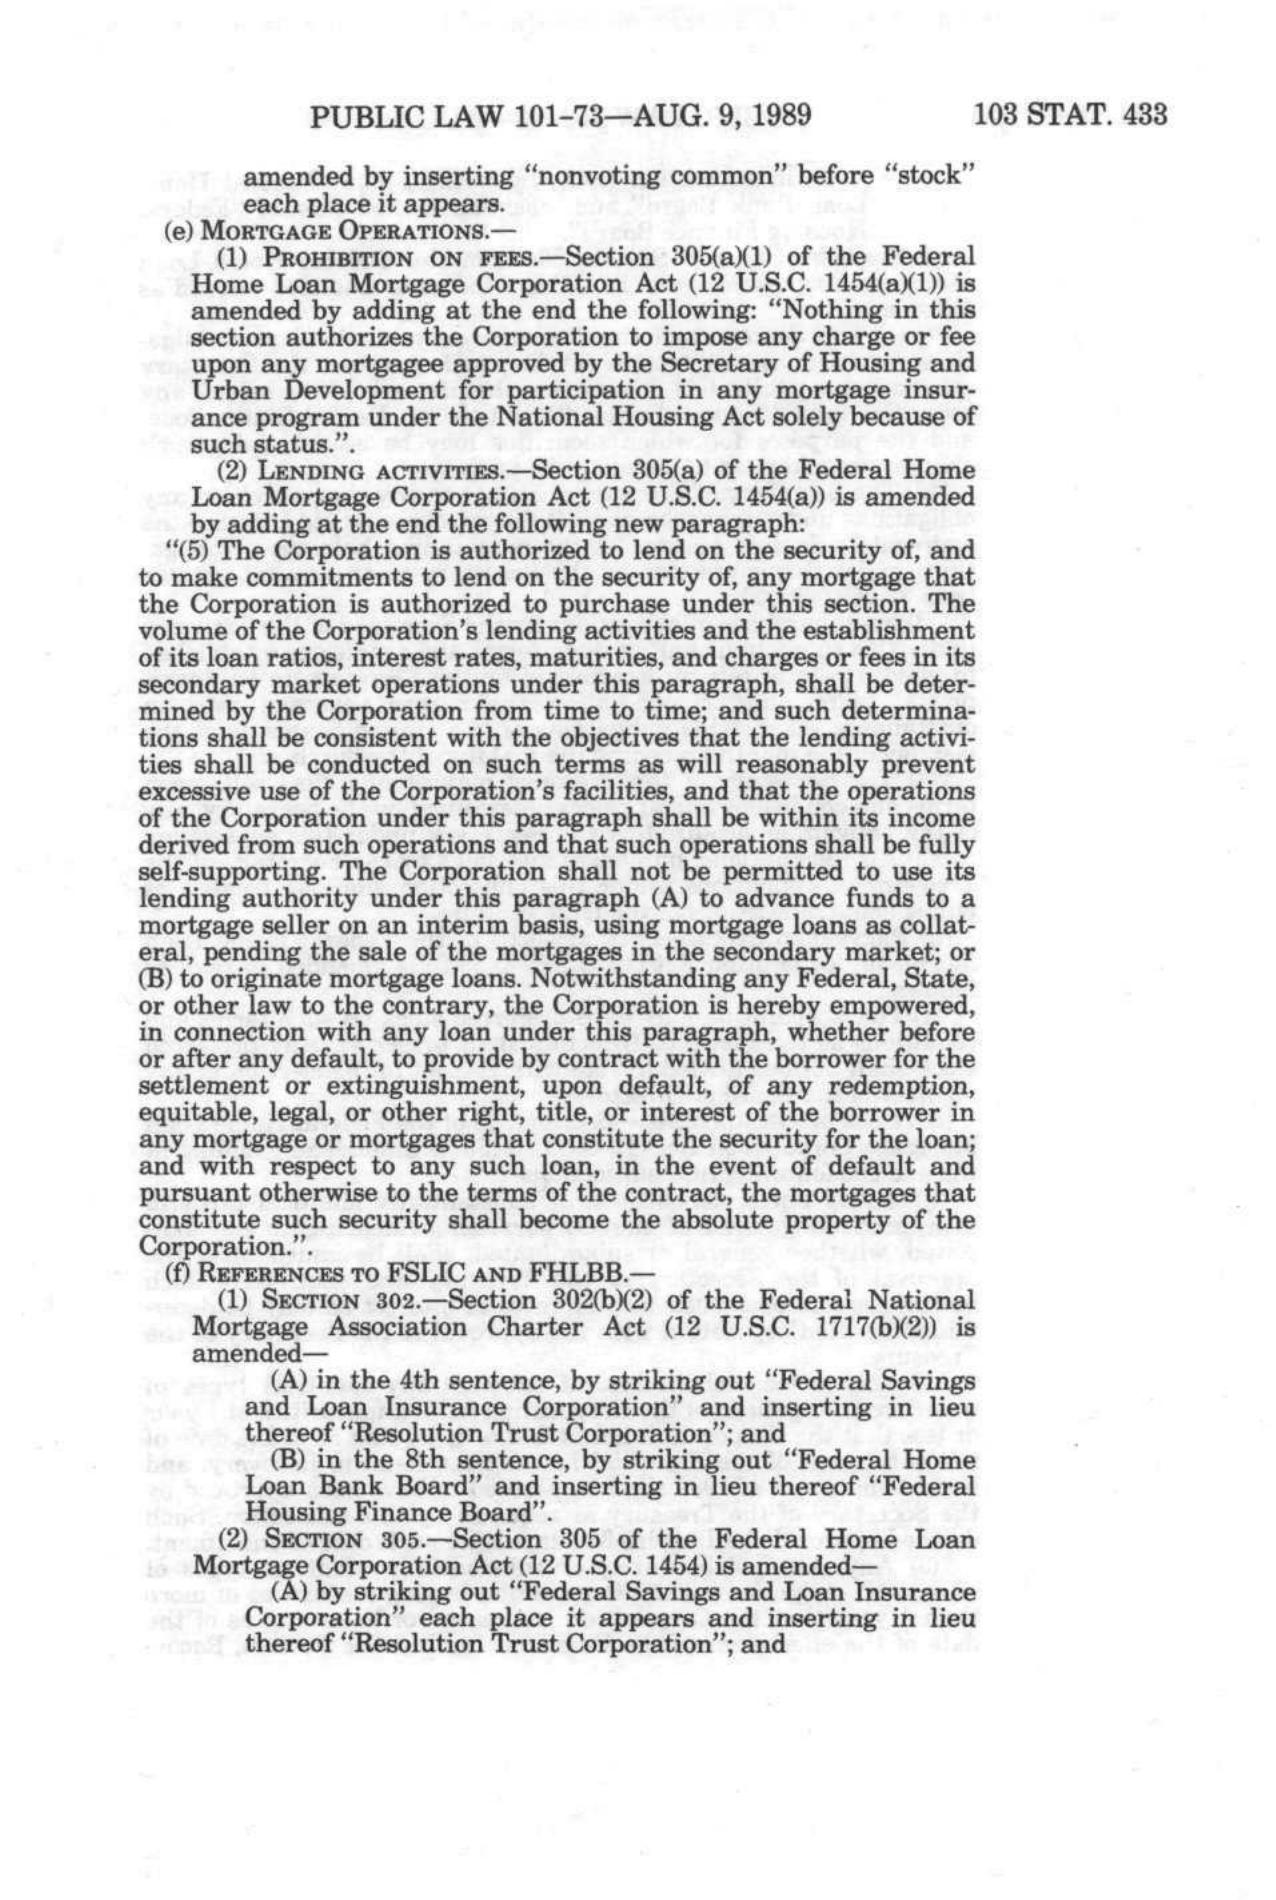 PUBLIC LAW 101-73—AUG. 9, 1989 103 STAT. 433
amended by inserting "nonvoting common" before "stock"
each place it appears.
(e) MORTGAGE OPERATIONS.—
(1) PROHIBITION ON FEES.—Section 305(a)(1) of the Federal
Home Loan Mortgage Corporation Act (12 U.S.C. 1454(a)(1)) is
amended by adding at the end the following: "Nothing in this
section authorizes the Corporation to impose any charge or fee
upon any mortgagee approved by the Secretary of Housing and
Urban Development for participation in any mortgage insur-
ance program under the National Housing Act solely because of
such status.".
(2) LENDING ACTIVITIES.—Section 305(a) of the Federal Home
Loan Mortgage Corporation Act (12 U.S.C. 1454(a)) is amended
by adding at the end the following new paragraph:
"(5) The Corporation is authorized to lend on the security of, and
to make commitments to lend on the security of, any mortgage that
the Corporation is authorized to purchase under this section. The
volume of the Corporation's lending activities and the establishment
of its loan ratios, interest rates, maturities, and charges or fees in its
secondary market operations under this paragraph, shall be deter-
mined by the Corporation from time to time; and such determina-
tions shall be consistent with the objectives that the lending activi-
ties shall be conducted on such terms as will reasonably prevent
excessive use of the Corporation's facilities, and that the operations
of the Corporation under this paragraph shall be within its income
derived from such operations and that such operations shall be fully
self-supporting. The Corporation shall not be permitted to use its
lending authority under this paragraph (A) to advance funds to a
mortgage seller on an interim basis, using mortgage loans as collat-
eral, pending the sale of the mortgages in the secondary market; or
(B) to originate mortgage loans. Notwithstanding any Federal, State,
or other law to the contrary, the Corporation is hereby empowered,
in connection with any loan under this paragraph, whether before
or after any default, to provide by contract with the borrower for the
settlement or extinguishment, upon default, of any redemption,
equitable, legal, or other right, title, or interest of the borrower in
any mortgage or mortgages that constitute the security for the loan;
and with respect to any such loan, in the event of default and
pursuant otherwise to the terms of the contract, the mortgages that
constitute such security shall become the absolute property of the
Corporation.".
(f) REFERENCES TO FSLIC AND FHLBB.—
(1) SECTION 302.—Section 302(b)(2) of the Federal National
Mortgage Association Charter Act (12 U.S.C. 1717(b)(2)) is
amended—
(A) in the 4th sentence, by striking out "Federal Savings
and Loan Insurance Corporation" and inserting in lieu
thereof "Resolution Trust Corporation"; and
(B) in the 8th sentence, by striking out "Federal Home
Loan Bank Board" and inserting in lieu thereof "Federal
Housing Finance Board".
(2) SECTION 305.—Section 305 of the Federal Home Loan
Mortgage Corporation Act (12 U.S.C. 1454) is amended—
(A) by striking out "Federal Savings and Loan Insurance
Corporation" each place it appears and inserting in lieu
thereof "Resolution Trust Corporation"; and